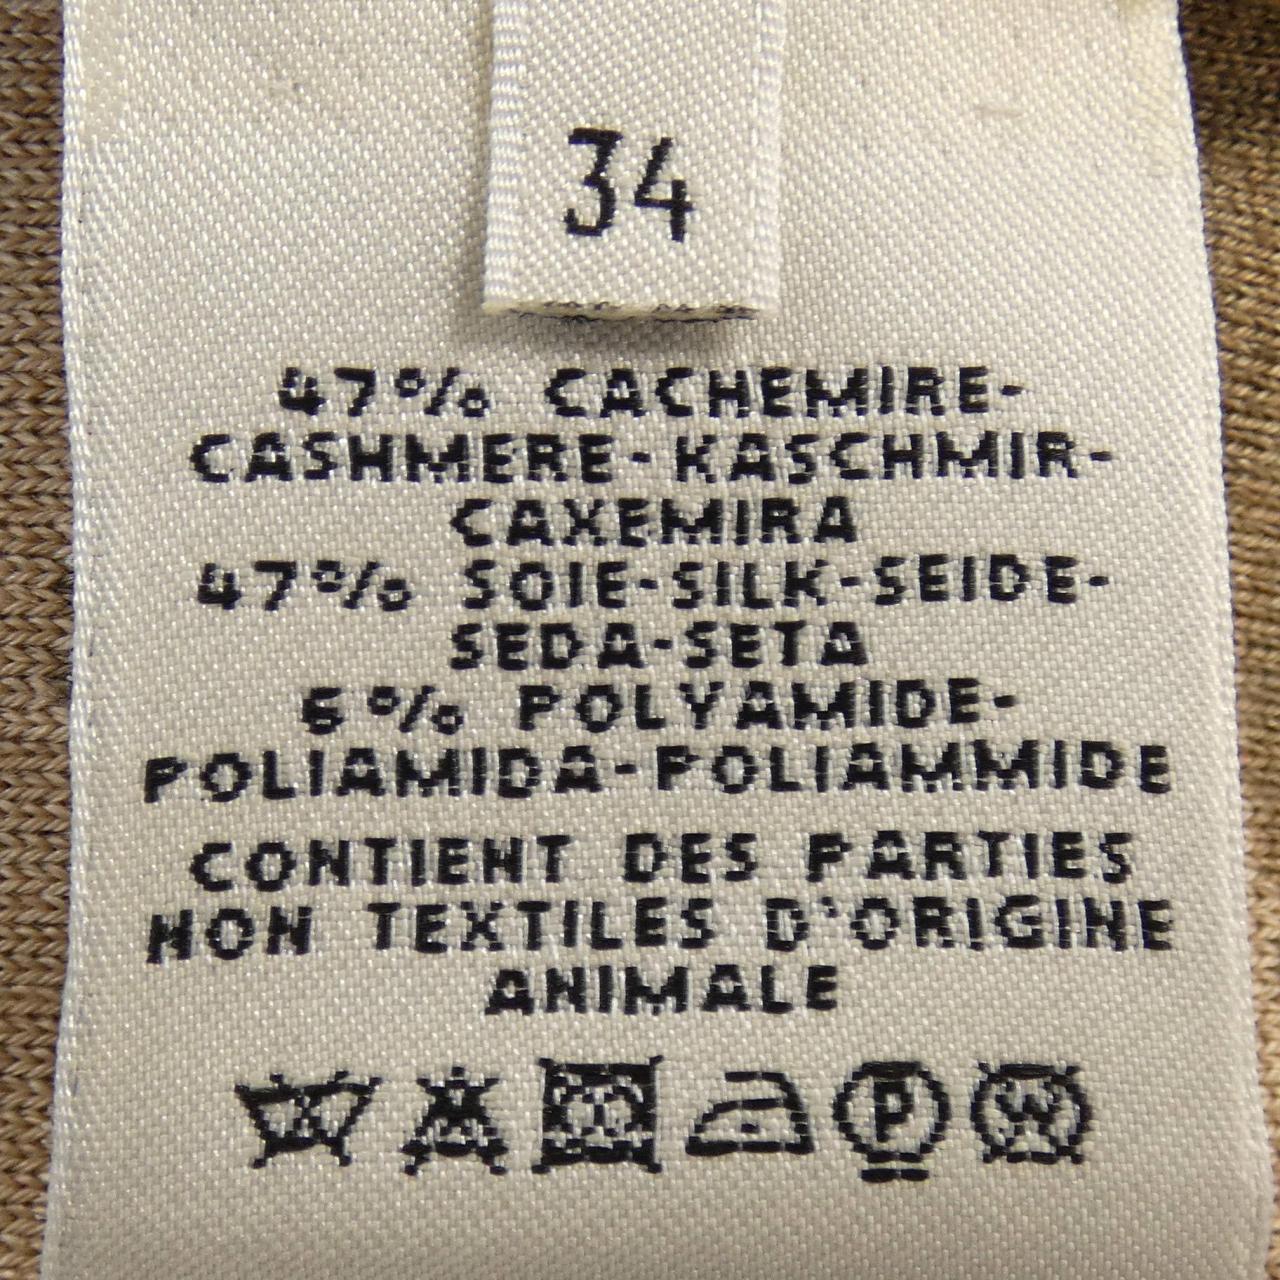 34
47% CACHEMIRE-
CASHMERE-KASCHMIR-
CAXEMIRA
47% SOIE-SILK-SEIDE-
SEDA-SETA
6% POLYAMIDE-
POLIAMIDA-POLIAMMIDE
CONTIENT DES PARTIES
NON TEXTILES D'ORIGINE
ANIMALE
P W